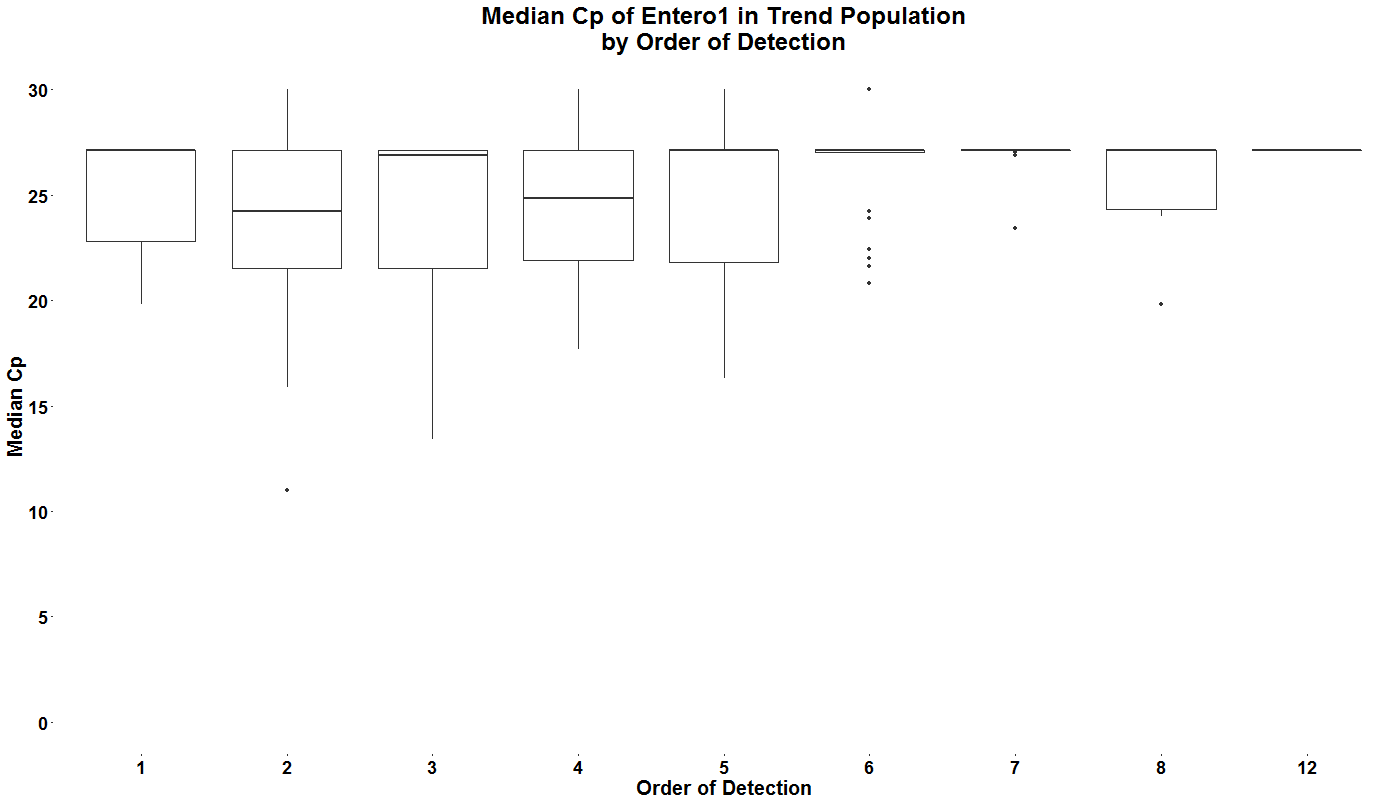 Median Cp of Entero1 in Trend Population
by Order of Detection
Median Cp
30
25
20
15
10
5
0
1 2 3 4 5 6 7 8 12
Order of Detection